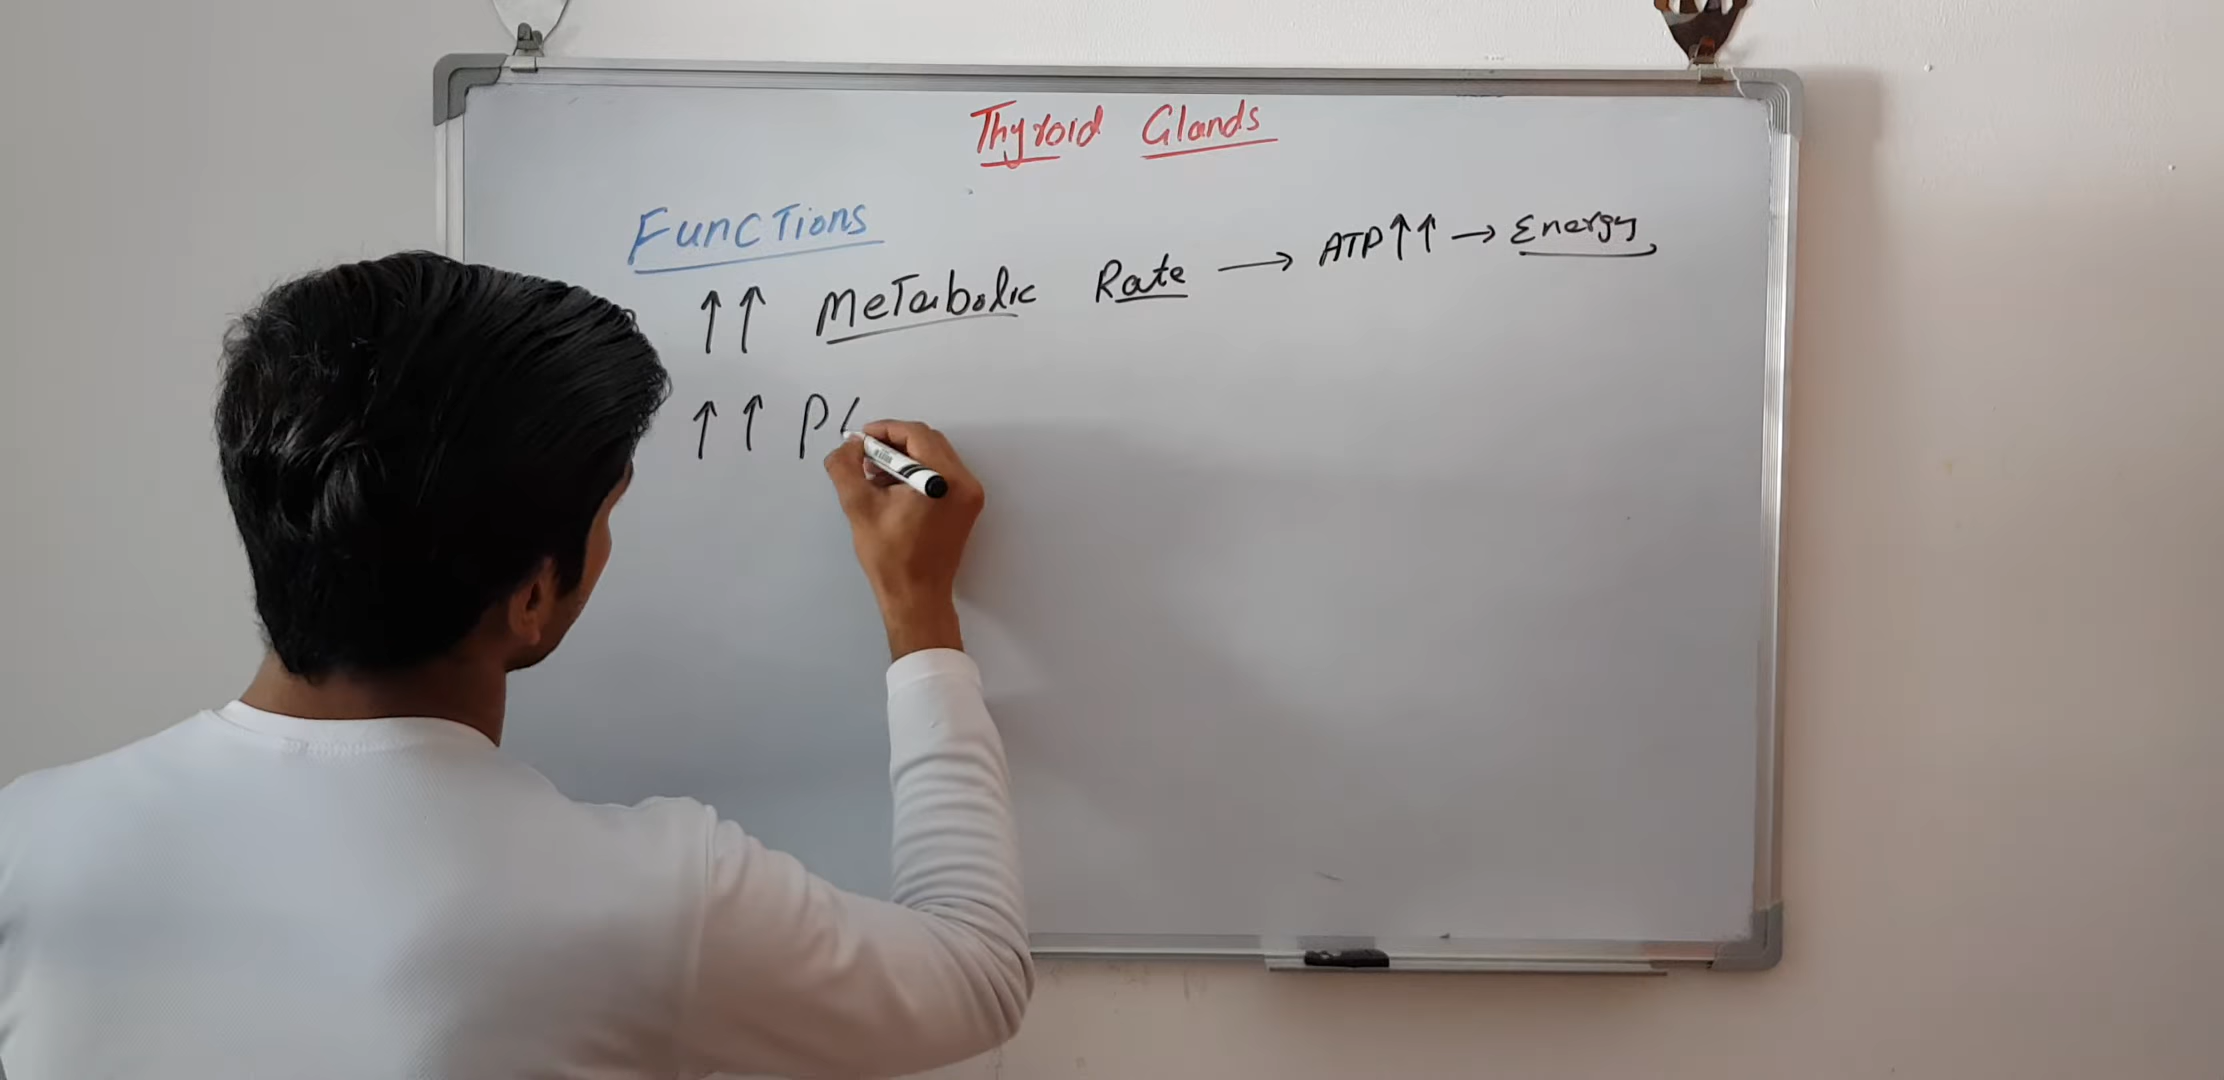 Thyroid Glands
Functions
↑↑ Metabolic Rate → ATP↑↑ → Energy
↑↑ P